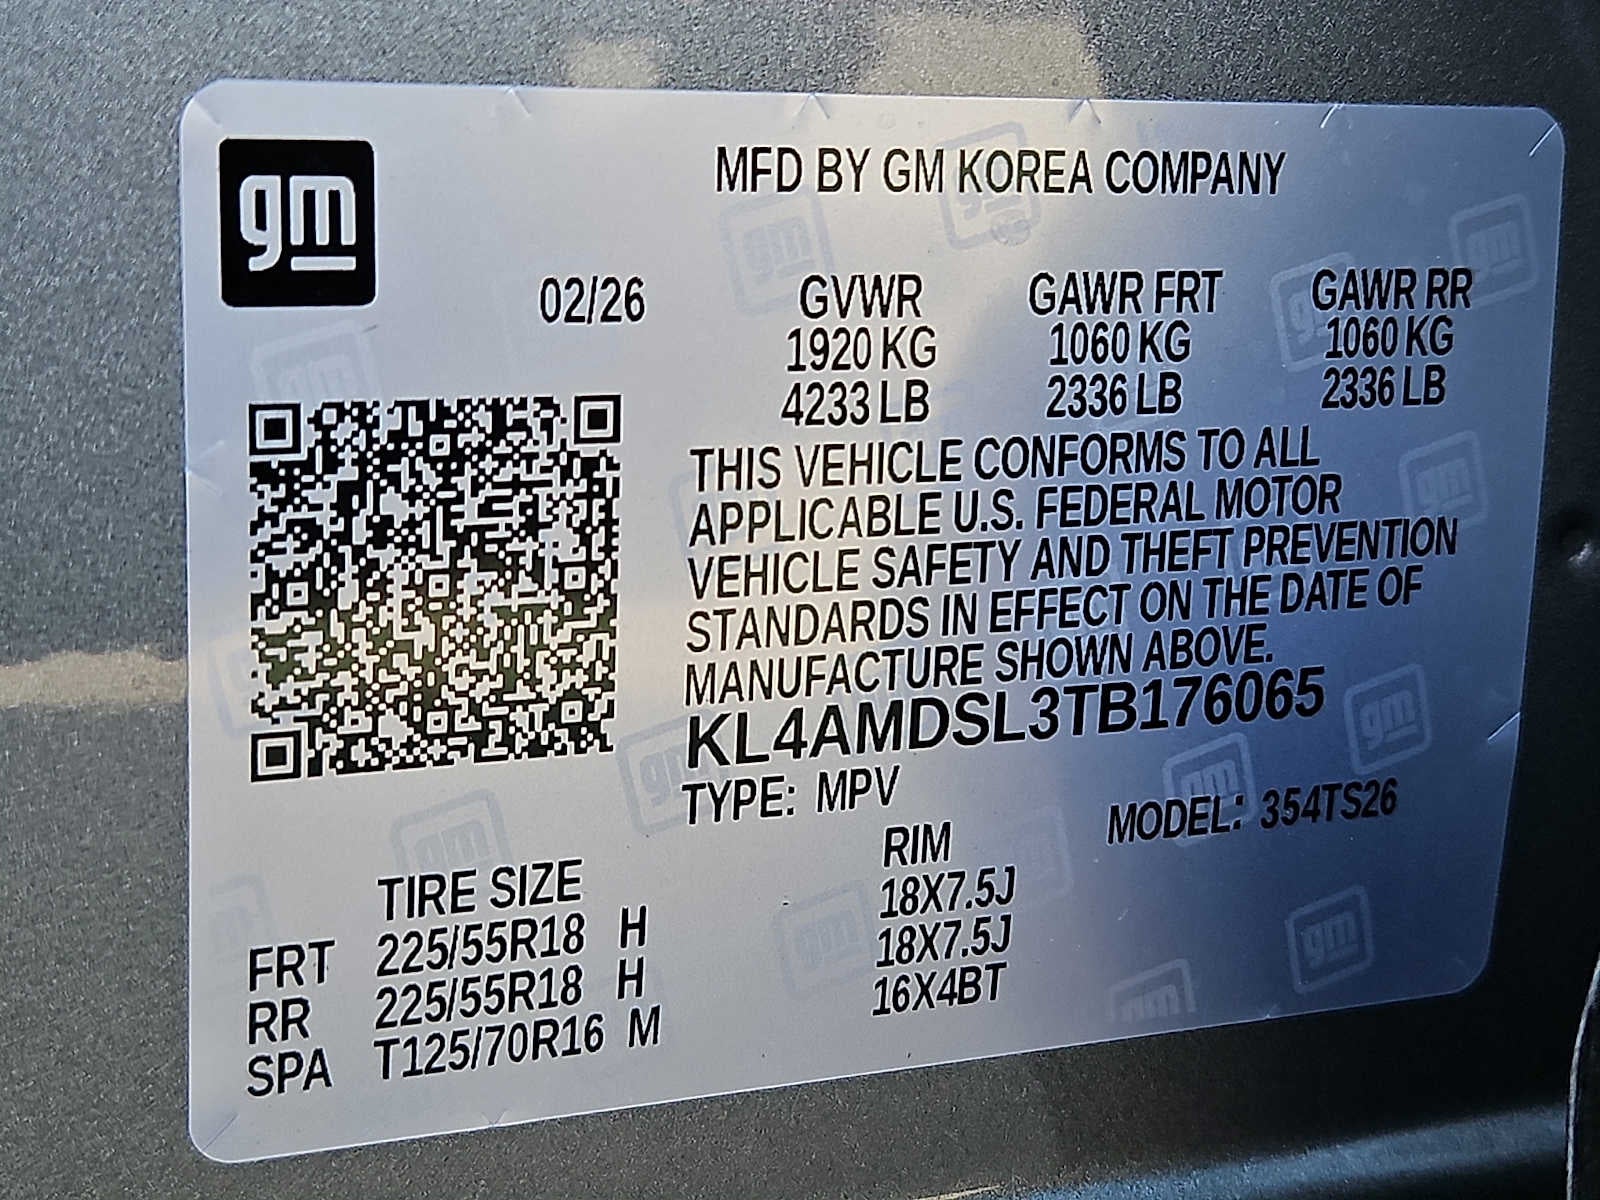 gm
MFD BY GM KOREA COMPANY
02/26
GVWR GAWR FRT GAWR RR
1920 KG 1060 KG 1060 KG
4233 LB 2336 LB 2336 LB
THIS VEHICLE CONFORMS TO ALL
APPLICABLE U.S. FEDERAL MOTOR
VEHICLE SAFETY AND THEFT PREVENTION
STANDARDS IN EFFECT ON THE DATE OF
MANUFACTURE SHOWN ABOVE.
KL4AMDSL3TB176065
TYPE: MPV MODEL: 354TS26
TIRE SIZE RIM
FRT 225/55R18 H 18X7.5J
RR 225/55R18 H 18X7.5J
SPA T125/70R16 M 16X4BT